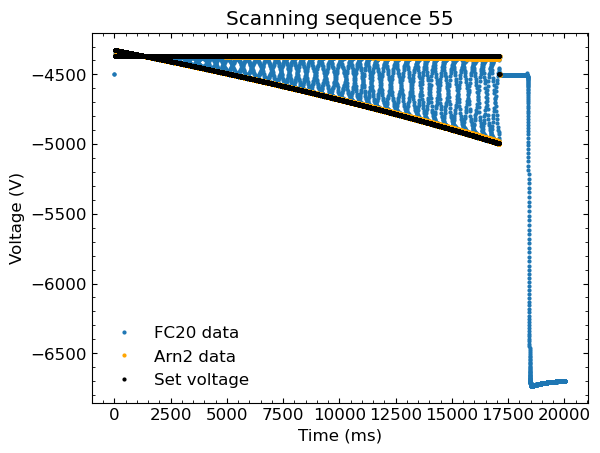 Scanning sequence 55
−4500
−5000
−5500
−6000
−6500
Voltage (V)
FC20 data
Arn2 data
Set voltage
0 2500 5000 7500 10000 12500 15000 17500 20000
Time (ms)